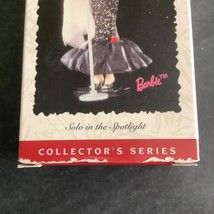 Barbie™
Solo in the Spotlight
COLLECTOR'S SERIES